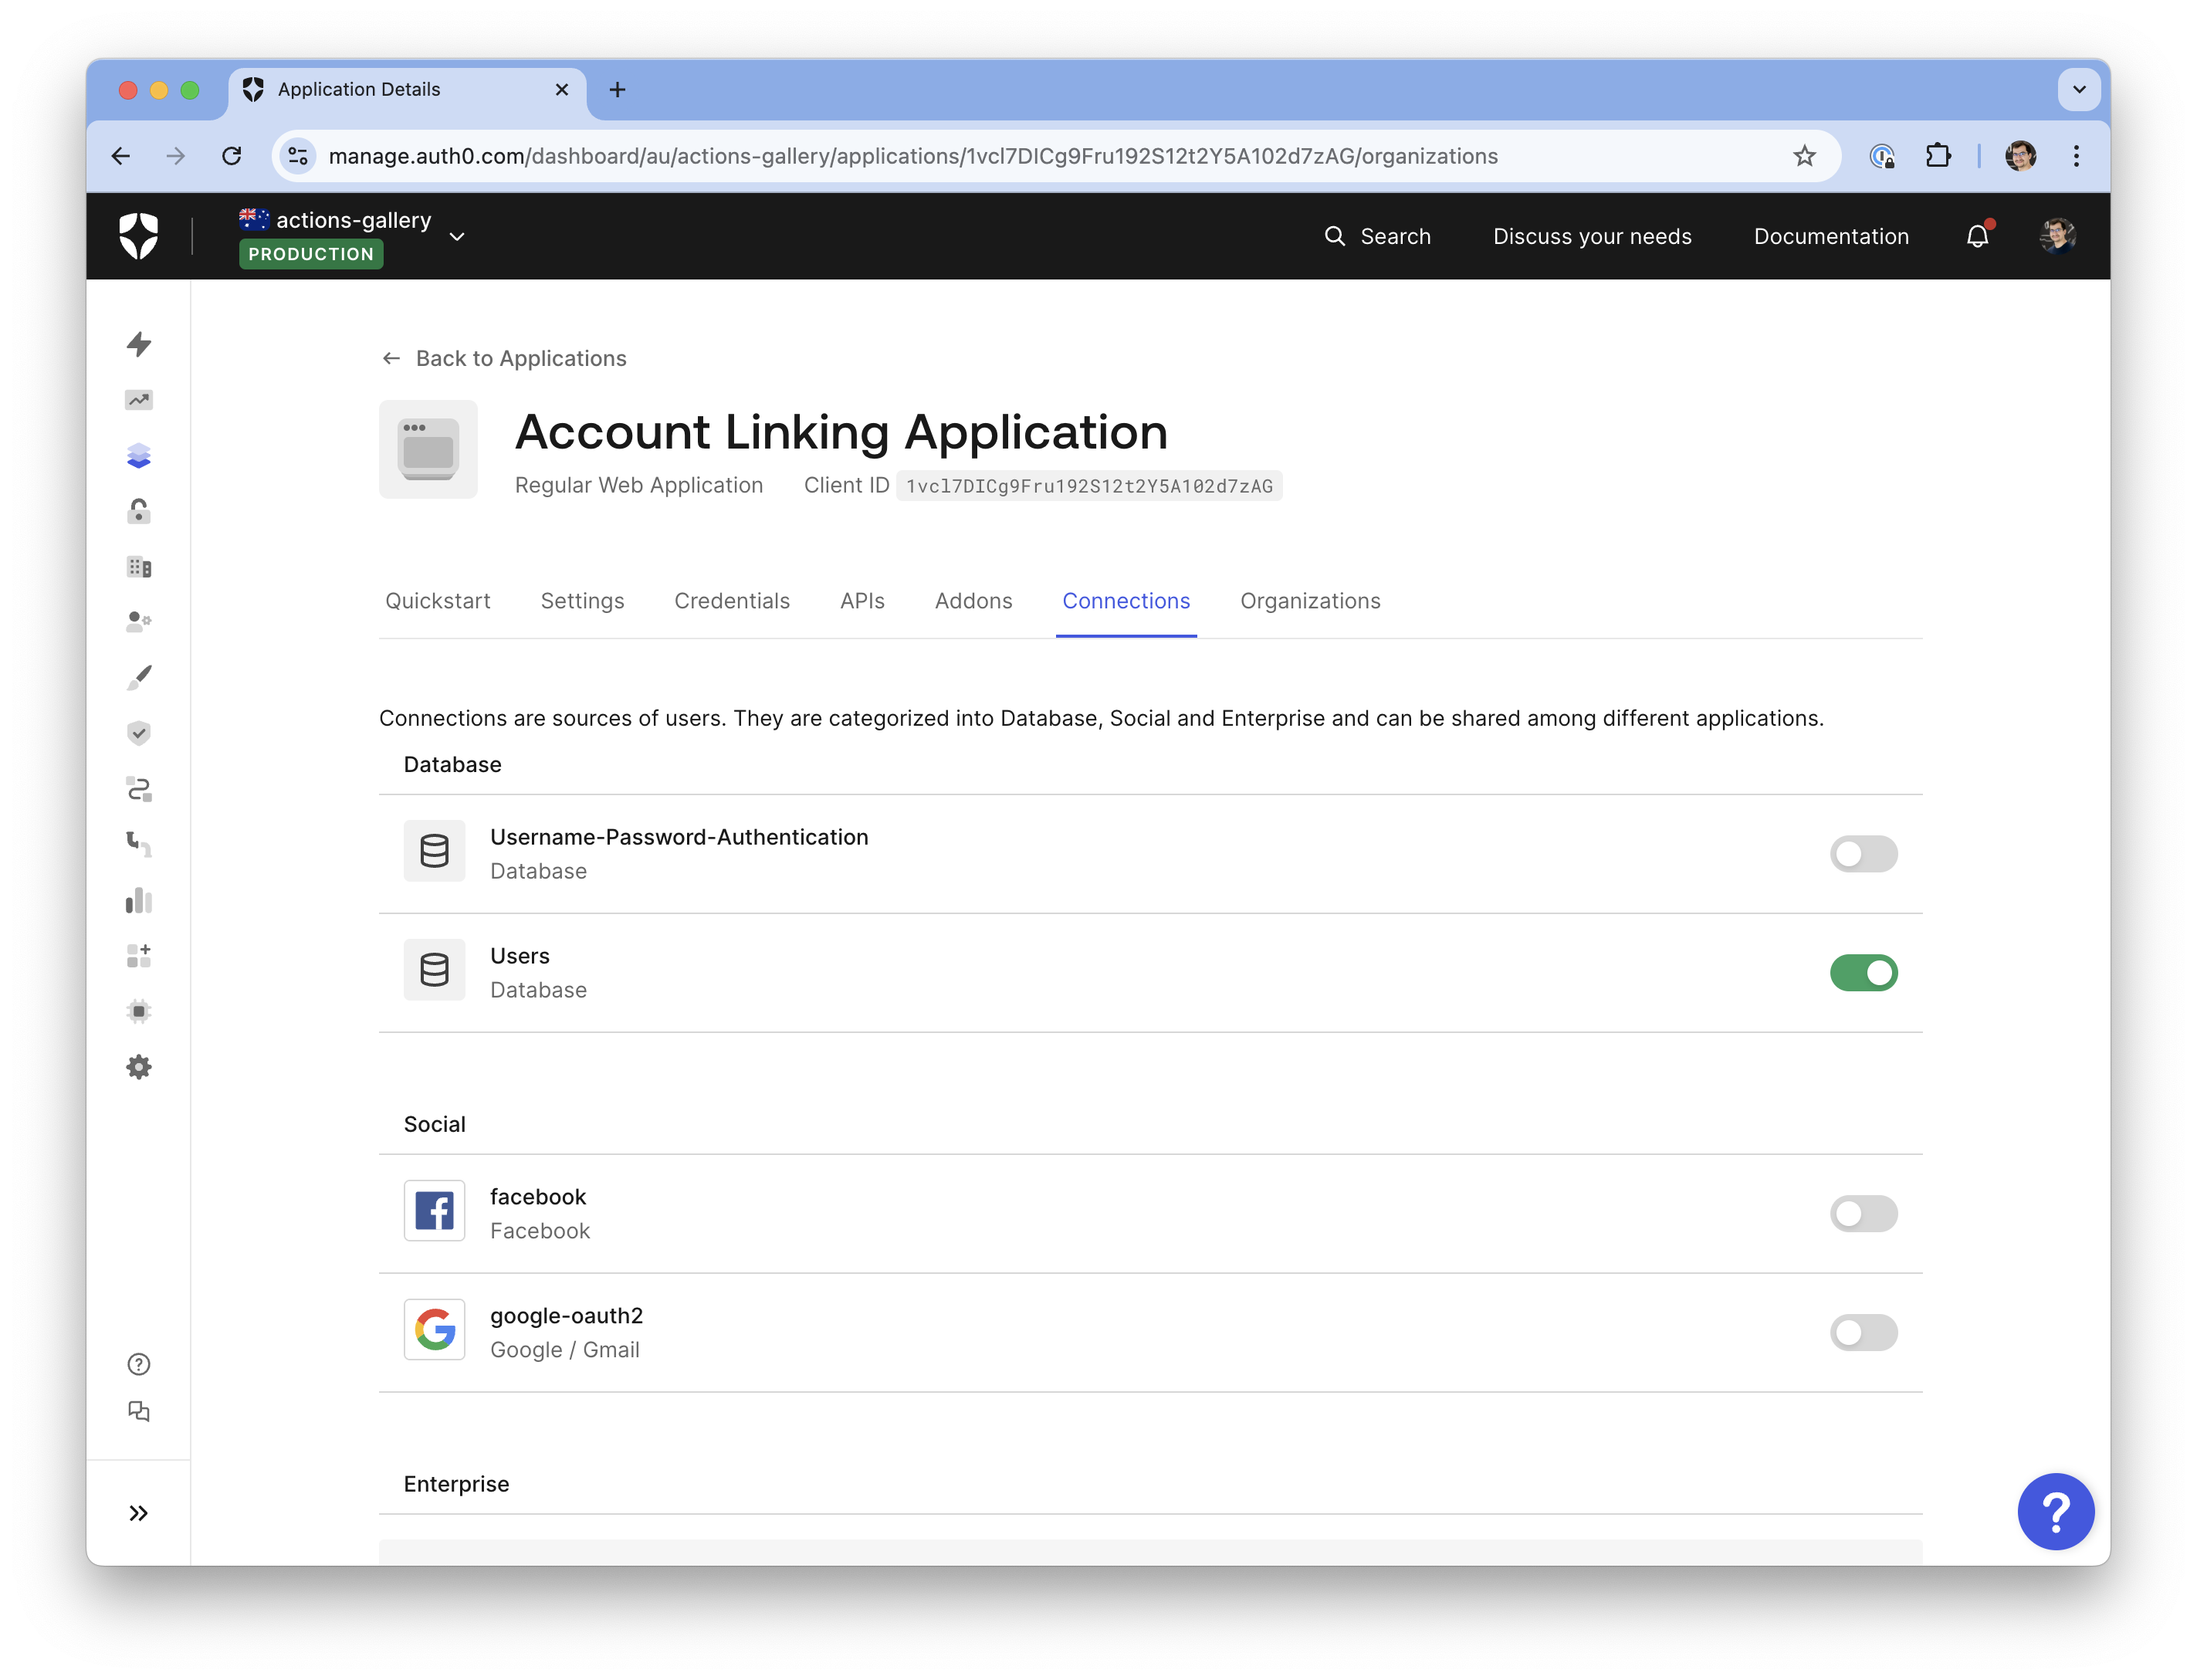 Application Details
manage.auth0.com/dashboard/au/actions-gallery/applications/1vcl7DICg9Fru192S12t2Y5A102d7zAG/organizations
actions-gallery
PRODUCTION
Search
Discuss your needs
Documentation
Back to Applications
Account Linking Application
Regular Web Application Client ID 1vcl7DICg9Fru192S12t2Y5A102d7zAG
Quickstart Settings Credentials APIs Addons Connections Organizations
Connections are sources of users. They are categorized into Database, Social and Enterprise and can be shared among different applications.
Database
Username-Password-Authentication
Database
Users
Database
Social
facebook
Facebook
google-oauth2
Google / Gmail
Enterprise